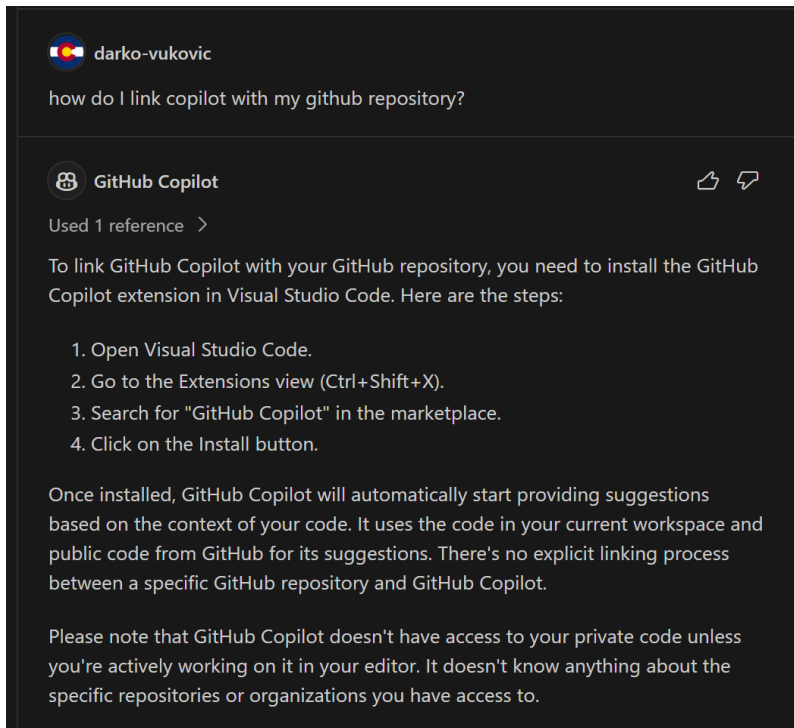 darko-vukovic
how do I link copilot with my github repository?
GitHub Copilot
Used 1 reference
To link GitHub Copilot with your GitHub repository, you need to install the GitHub
Copilot extension in Visual Studio Code. Here are the steps:
1. Open Visual Studio Code.
2. Go to the Extensions view (Ctrl+Shift+X).
3. Search for "GitHub Copilot" in the marketplace.
4. Click on the Install button.
Once installed, GitHub Copilot will automatically start providing suggestions
based on the context of your code. It uses the code in your current workspace and
public code from GitHub for its suggestions. There's no explicit linking process
between a specific GitHub repository and GitHub Copilot.
Please note that GitHub Copilot doesn't have access to your private code unless
you're actively working on it in your editor. It doesn't know anything about the
specific repositories or organizations you have access to.